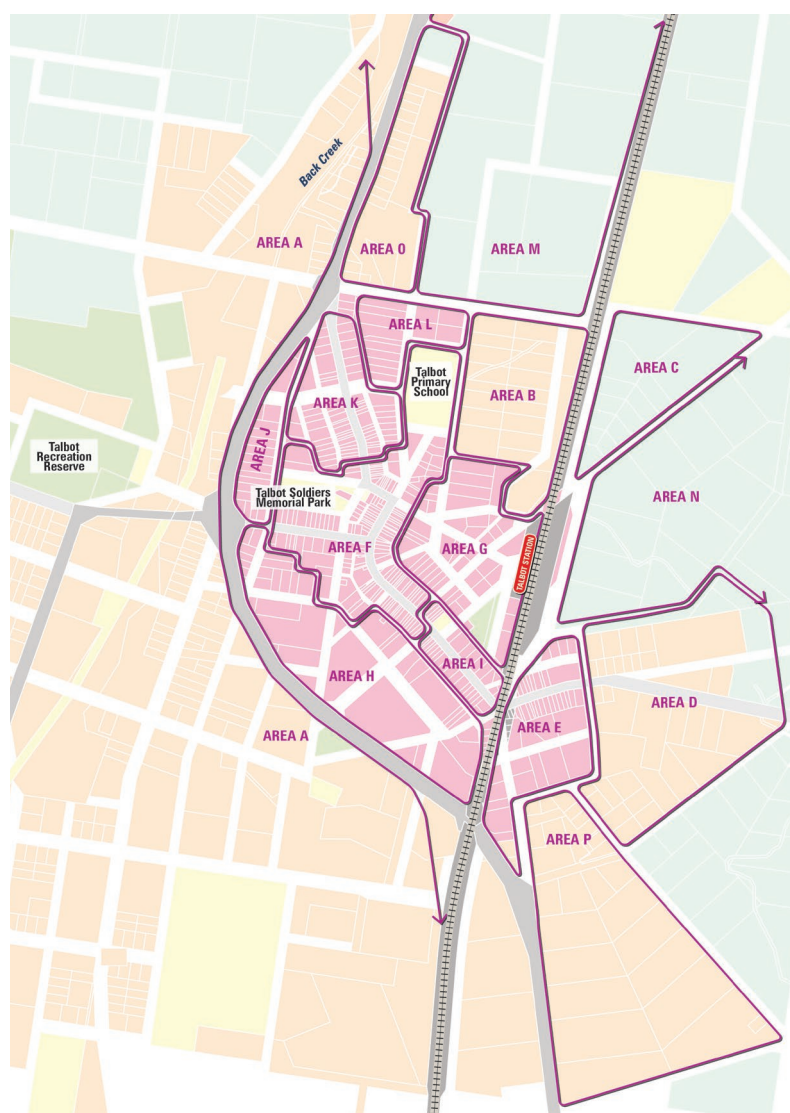 Back Creek
AREA A
AREA O
AREA M
AREA L
AREA C
Talbot
Primary
School
AREA K
AREA B
AREA J
Talbot
Recreation
Reserve
Talbot Soldiers
Memorial Park
AREA N
AREA F
AREA G
TALBOT STATION
AREA I
AREA H
AREA D
AREA E
AREA A
AREA P